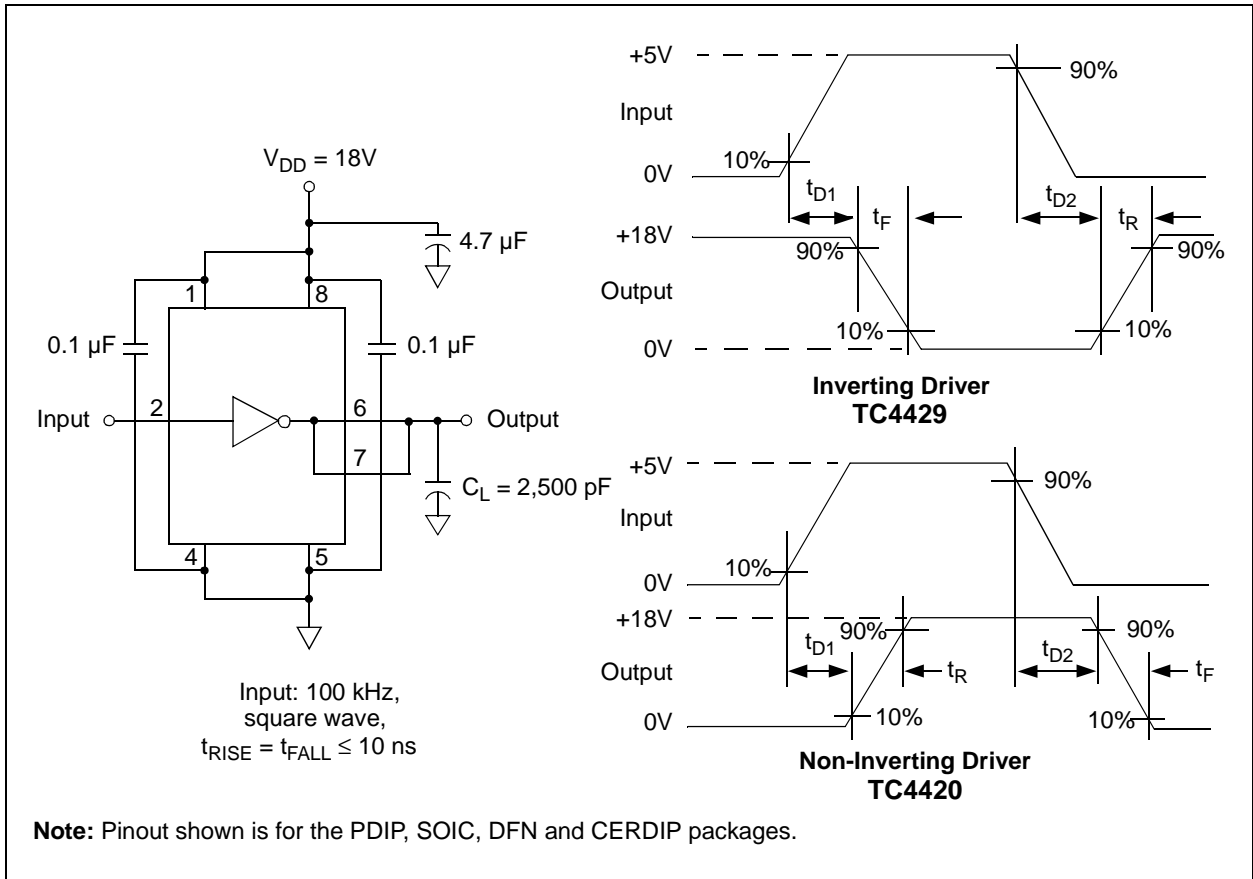 V_DD = 18V
4.7 µF
1
8
0.1 µF
0.1 µF
Input
2
6
Output
7
C_L = 2,500 pF
4
5
Input: 100 kHz,
square wave,
t_RISE = t_FALL ≤ 10 ns
+5V
90%
Input
10%
0V
t_D1
t_F
t_D2
t_R
+18V
90%
90%
Output
10%
10%
0V
Inverting Driver
TC4429
+5V
90%
Input
10%
0V
+18V
t_D1
90%
t_D2
90%
Output
t_R
t_F
0V
10%
10%
Non-Inverting Driver
TC4420
Note: Pinout shown is for the PDIP, SOIC, DFN and CERDIP packages.